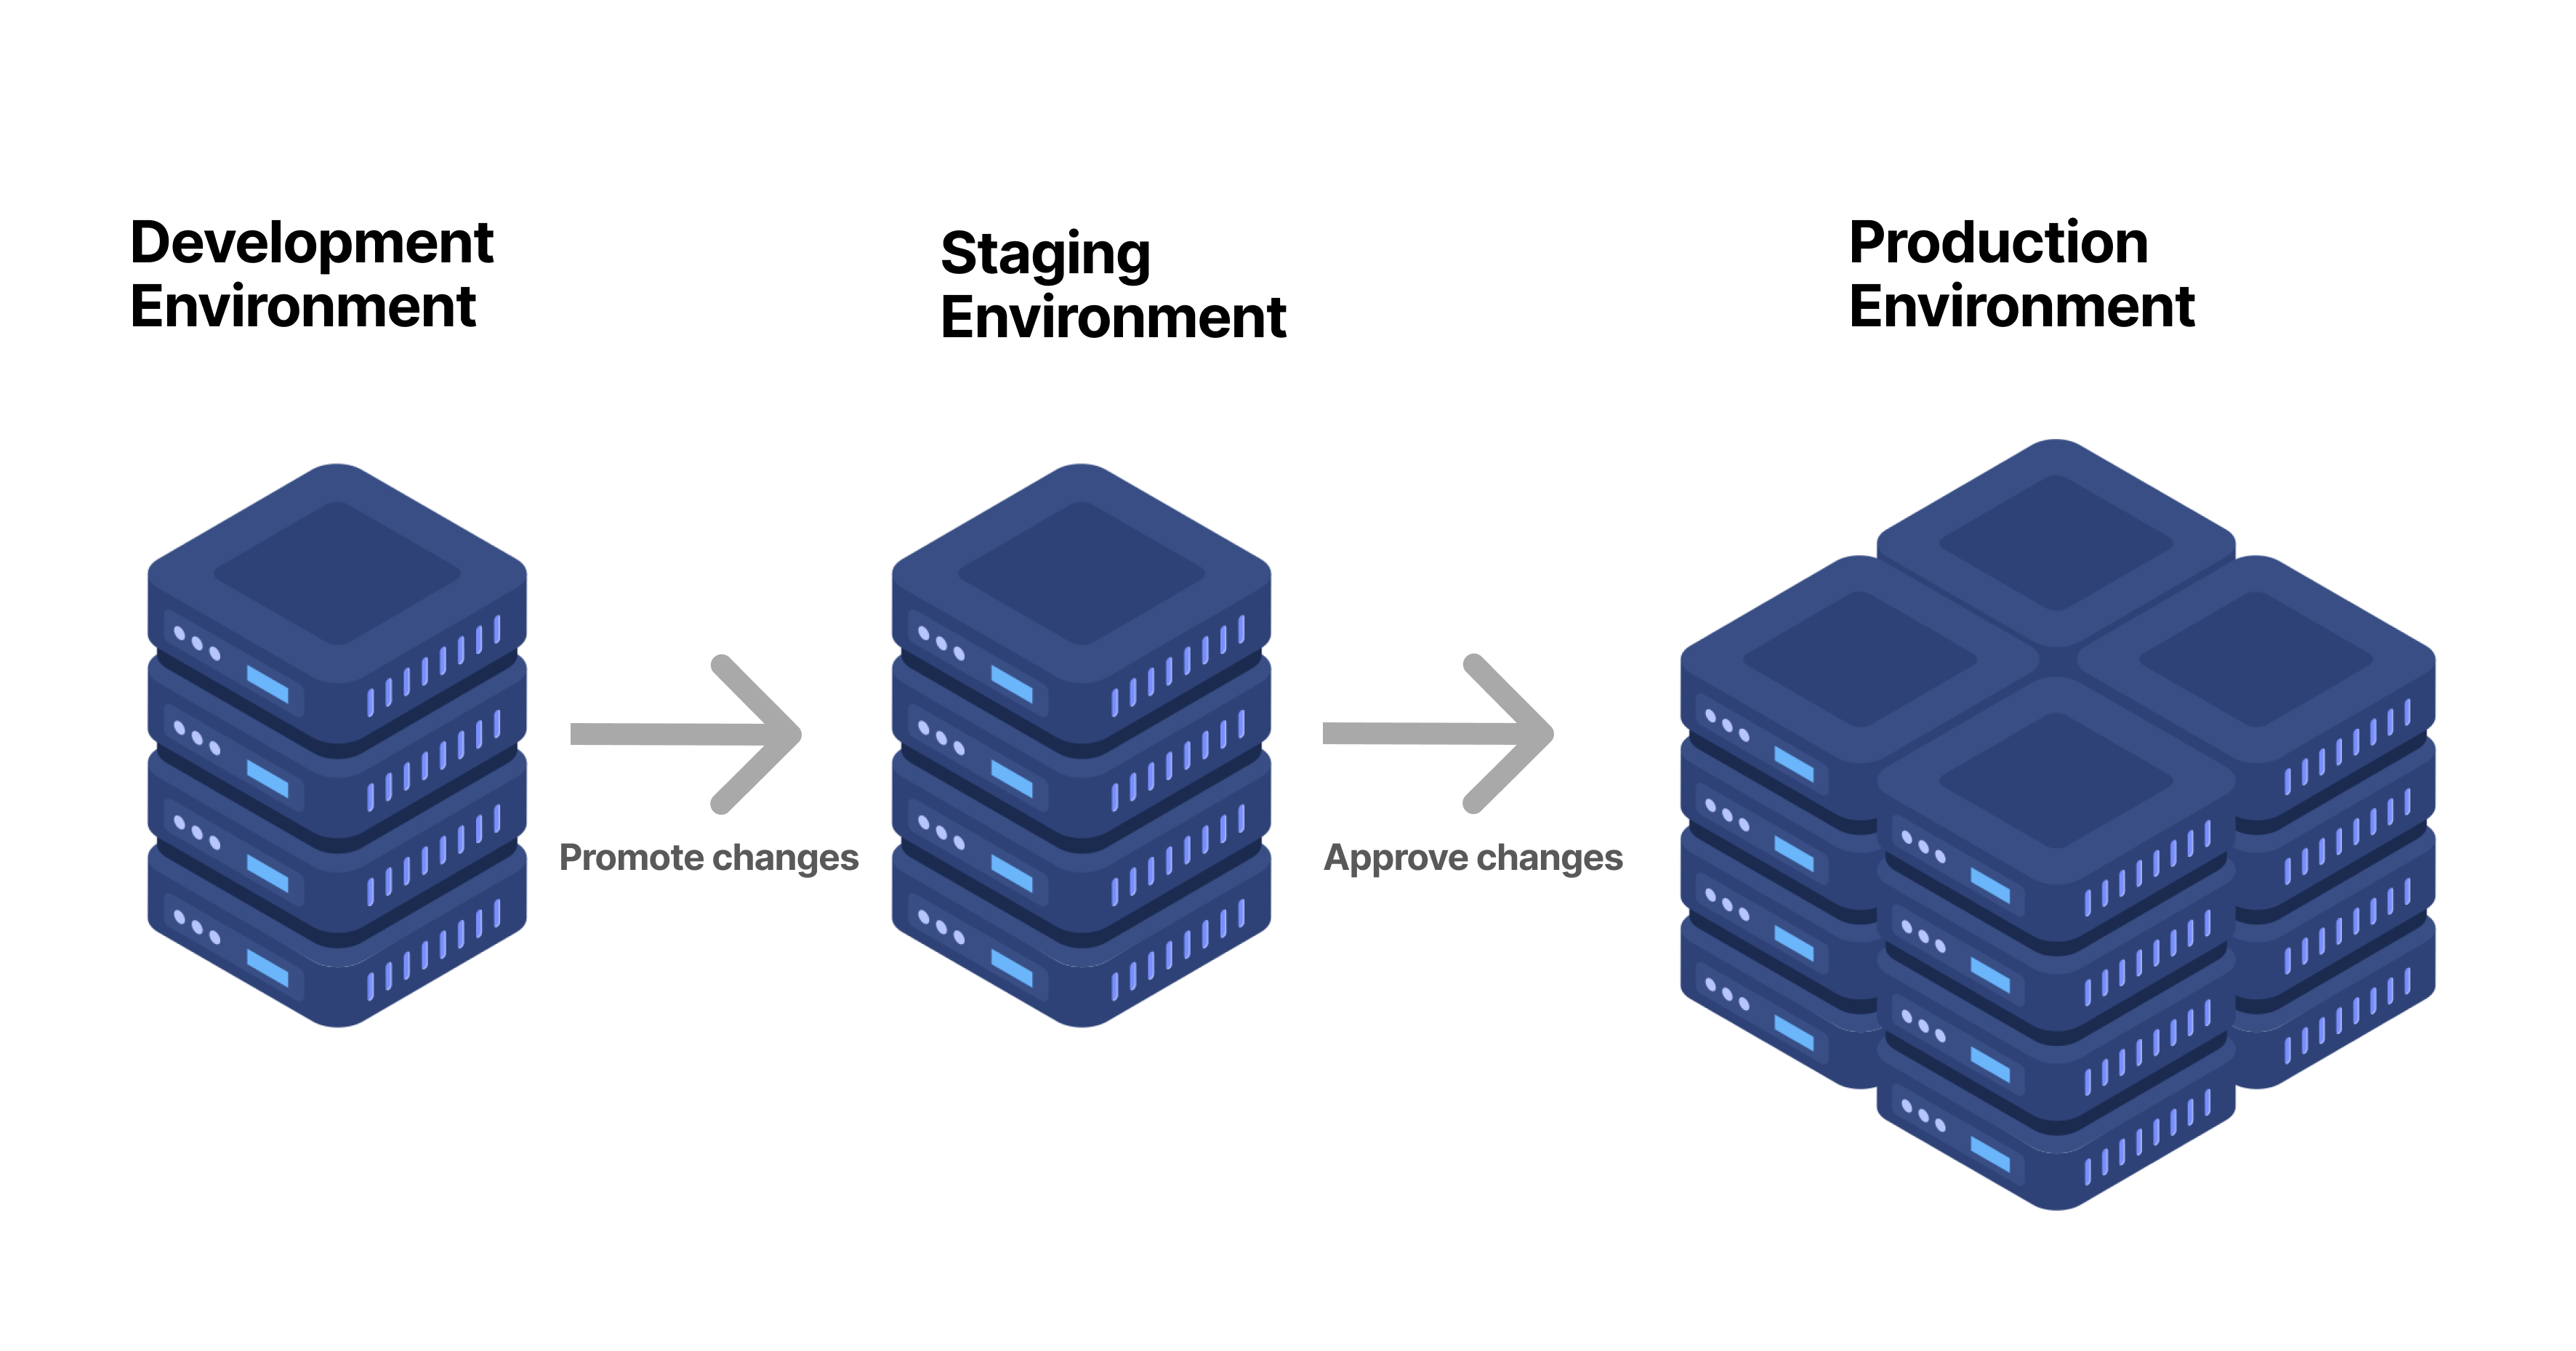 Development
Environment
Staging
Environment
Production
Environment
Promote changes
Approve changes